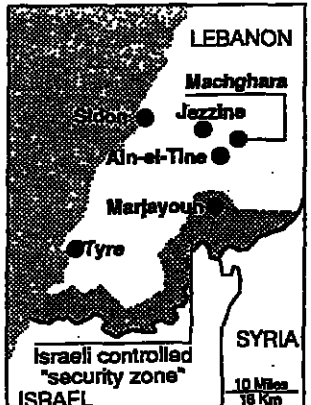 LEBANON
Machghara
Jezzine
Sidon
Ain-el-Tine
Marjayoun
Tyre
SYRIA
Israeli controlled
"security zone"
10 Miles
16 Km
ISRAEL